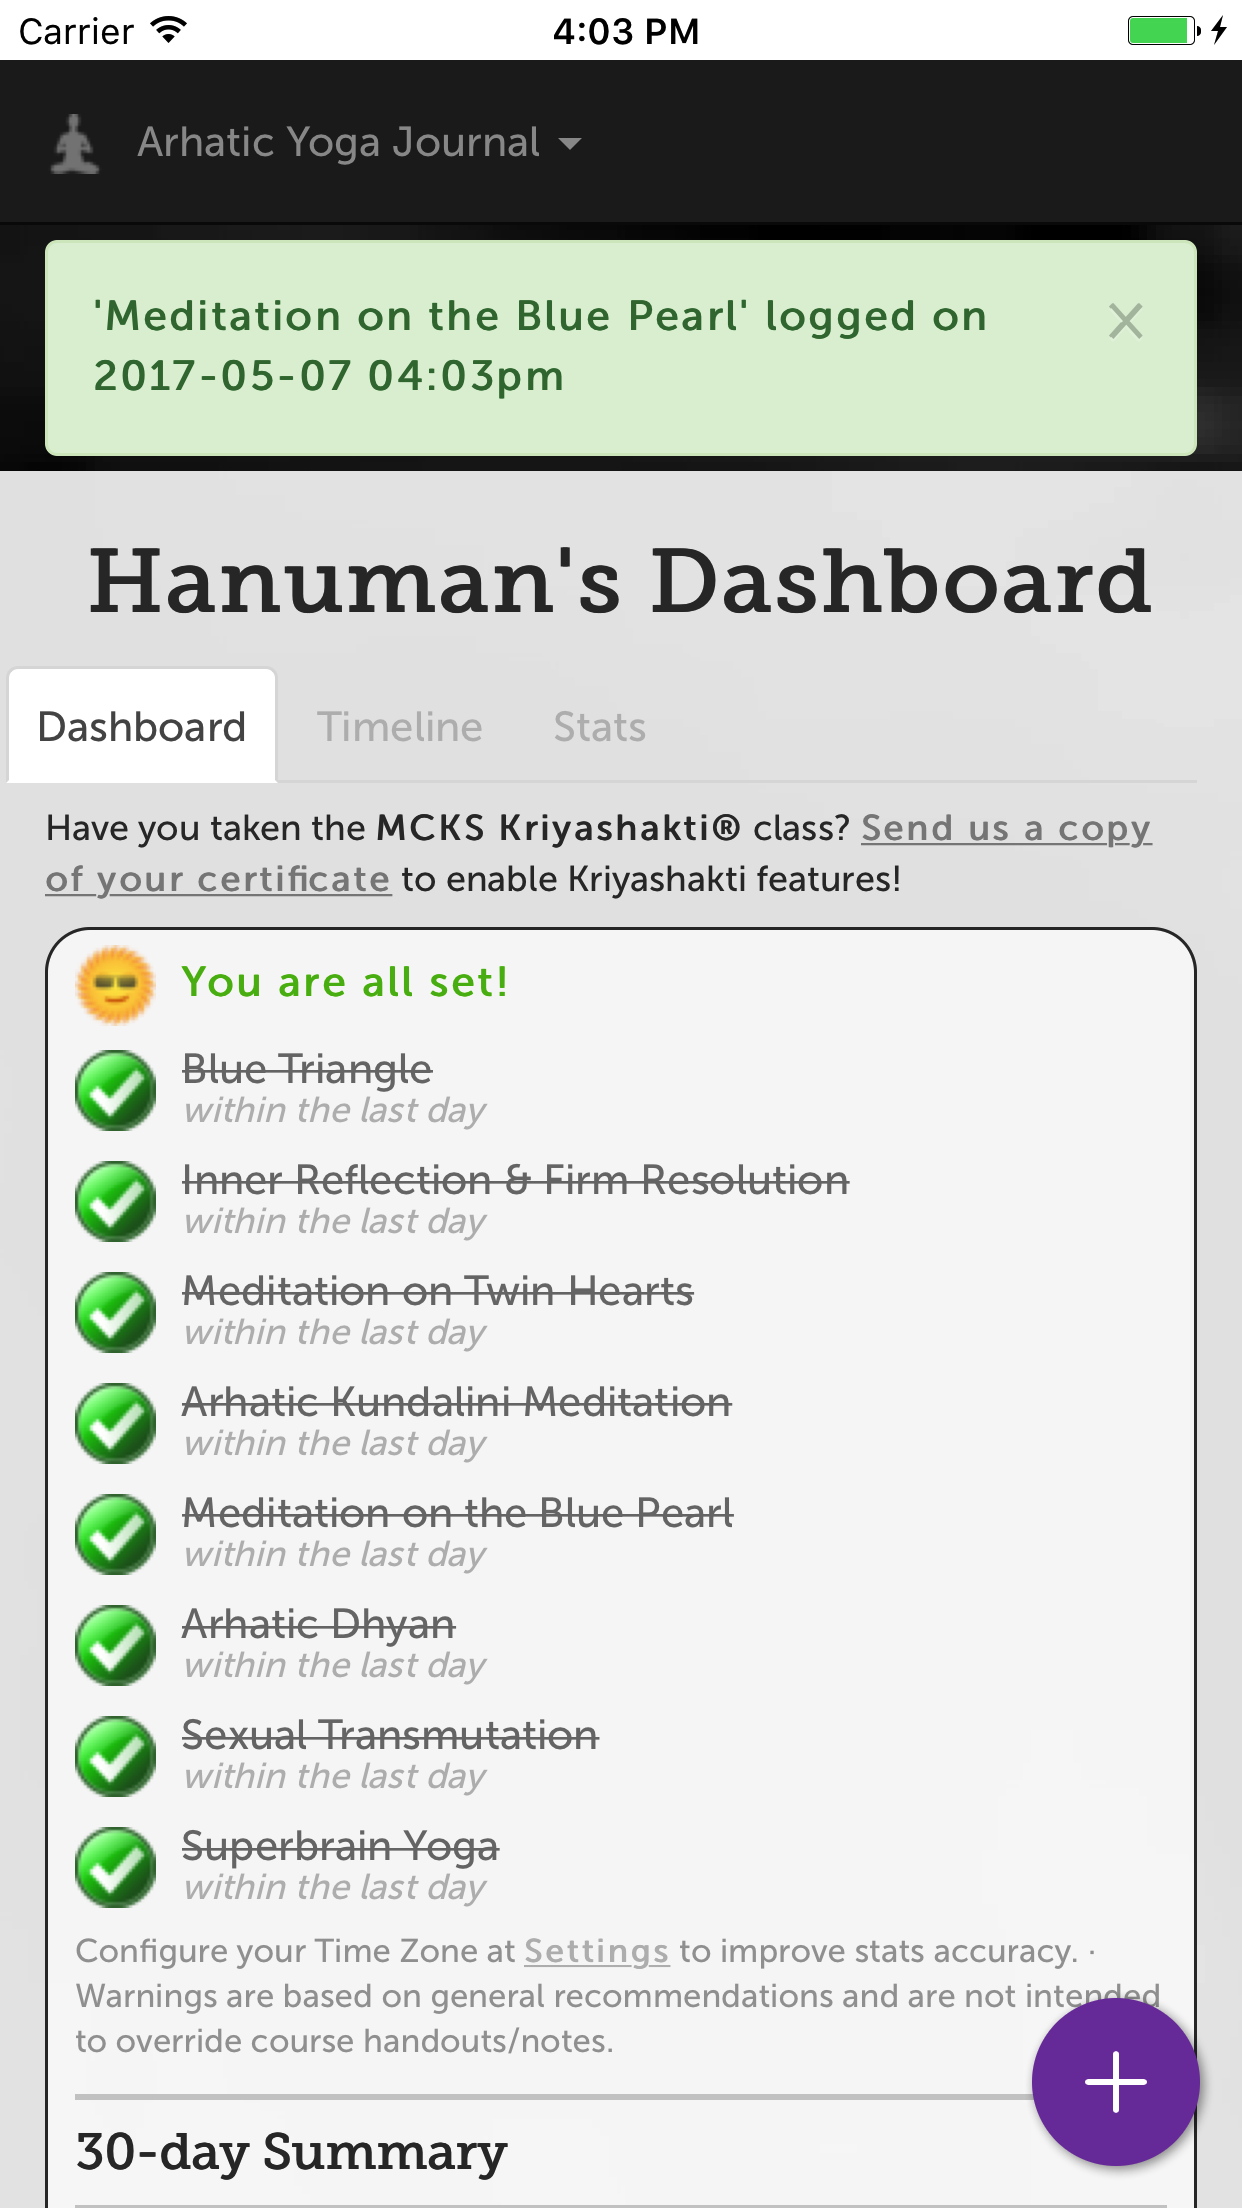 Carrier 4:03 PM
Arhatic Yoga Journal
'Meditation on the Blue Pearl' logged on
2017-05-07 04:03pm
Hanuman's Dashboard
Dashboard Timeline Stats
Have you taken the MCKS Kriyashakti® class? Send us a copy
of your certificate to enable Kriyashakti features!
You are all set!
Blue Triangle
within the last day
Inner Reflection & Firm Resolution
within the last day
Meditation on Twin Hearts
within the last day
Arhatic Kundalini Meditation
within the last day
Meditation on the Blue Pearl
within the last day
Arhatic Dhyan
within the last day
Sexual Transmutation
within the last day
Superbrain Yoga
within the last day
Configure your Time Zone at Settings to improve stats accuracy. ·
Warnings are based on general recommendations and are not intended
to override course handouts/notes.
30-day Summary